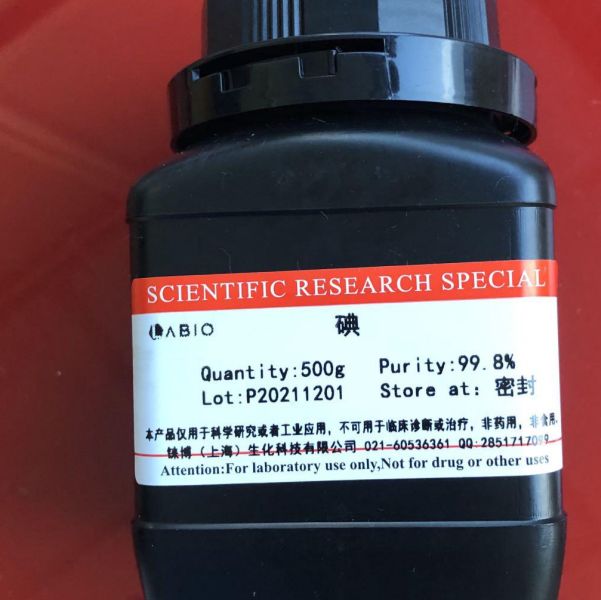 SCIENTIFIC RESEARCH SPECIAL
ABIO 碘
Quantity:500g Purity:99.8%
Lot:P20211201 Store at: 密封
本产品仅用于科学研究或者工业应用，不可用于临床诊断或治疗，非药用，非食用。
博（上海）生化科技有限公司 021-60536361 QQ:2851717099
Attention:For laboratory use only,Not for drug or other uses